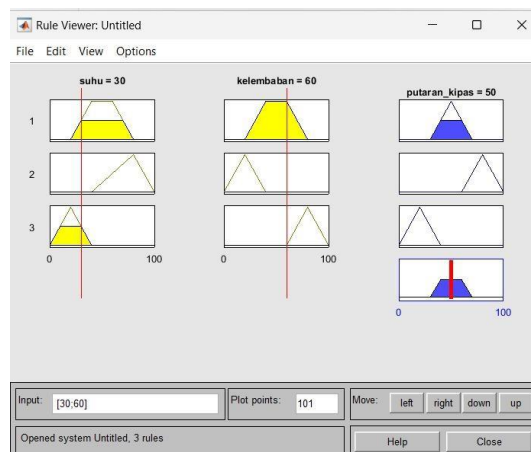 Rule Viewer: Untitled
File Edit View Options
suhu = 30 kelembaban = 60 putaran_kipas = 50
1
2
3
0 100 0 100
0 100
Input: [30;60] Plot points: 101 Move: left right down up
Opened system Untitled, 3 rules Help Close